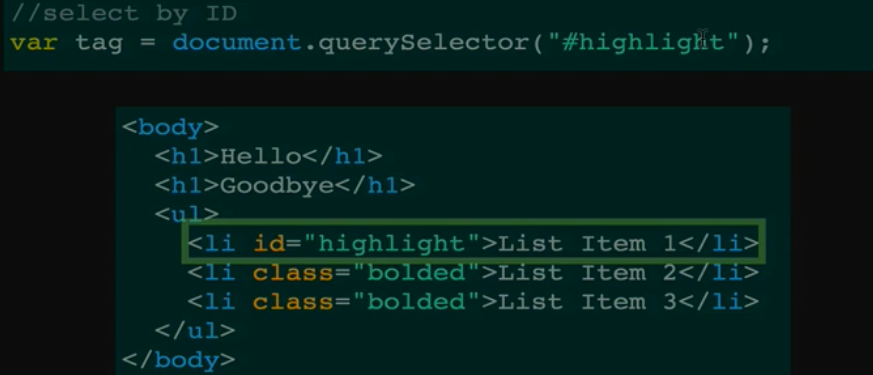 //select by ID
var tag = document.querySelector("#highlight");
<body>
<h1>Hello</h1>
<h1>Goodbye</h1>
<ul>
<li id="highlight">List Item 1</li>
<li class="bolded">List Item 2</li>
<li class="bolded">List Item 3</li>
</ul>
</body>